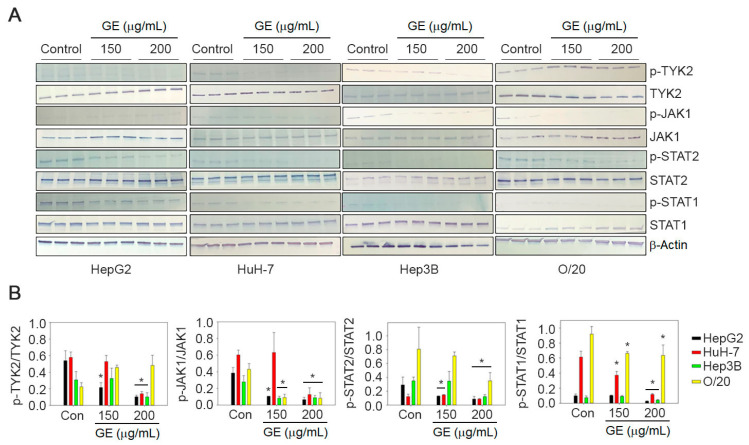 A
GE (μg/mL) GE (μg/mL) GE (μg/mL) GE (μg/mL)
Control 150 200 Control 150 200 Control 150 200 Control 150 200
p-TYK2
TYK2
p-JAK1
JAK1
p-STAT2
STAT2
p-STAT1
STAT1
β-Actin
HepG2 HuH-7 Hep3B O/20
B
p-TYK2/TYK2
1.0
0.8
0.6
0.4
0.2
0.0
* *
Con 150 200
GE (μg/mL)
p-JAK1/JAK1
1.0
0.8
0.6
0.4
0.2
0.0
* * *
Con 150 200
GE (μg/mL)
p-STAT2/STAT2
1.2
1.0
0.8
0.6
0.4
0.2
0.0
* *
Con 150 200
GE (μg/mL)
p-STAT1/STAT1
1.0
0.8
0.6
0.4
0.2
0.0
* * * *
Con 150 200
GE (μg/mL)
HepG2
HuH-7
Hep3B
O/20